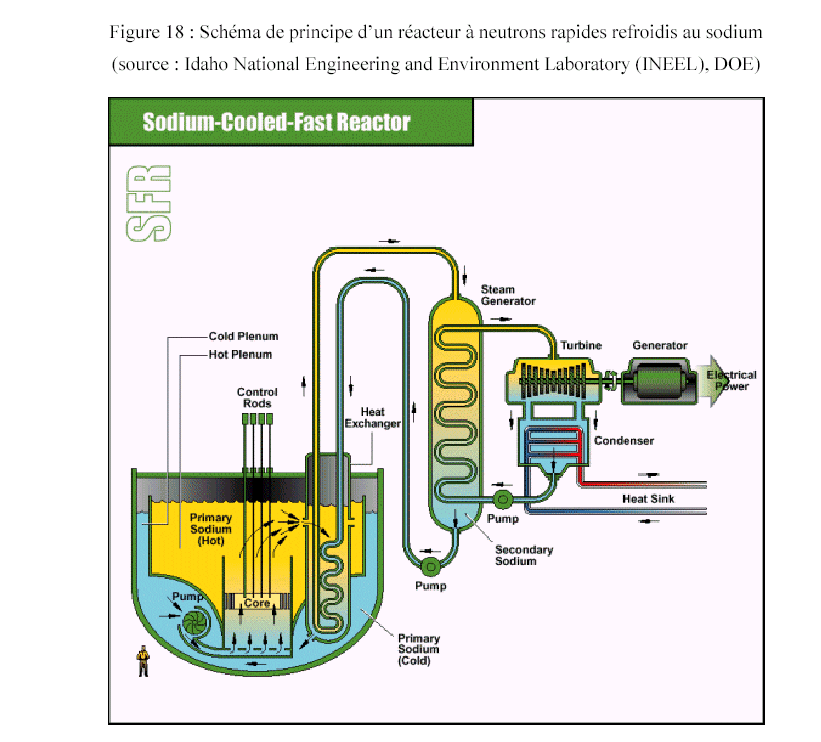 Figure 18 : Schéma de principe d'un réacteur à neutrons rapides refroidis au sodium
(source : Idaho National Engineering and Environment Laboratory (INEEL), DOE)
Sodium-Cooled-Fast Reactor
SFR
Steam
Generator
Cold Plenum
Hot Plenum
Turbine
Generator
Electrical
Power
Control
Rods
Heat
Exchanger
Condenser
Heat Sink
Primary
Sodium
(Hot)
Pump
Secondary
Sodium
Pump
Pump
Core
Primary
Sodium
(Cold)